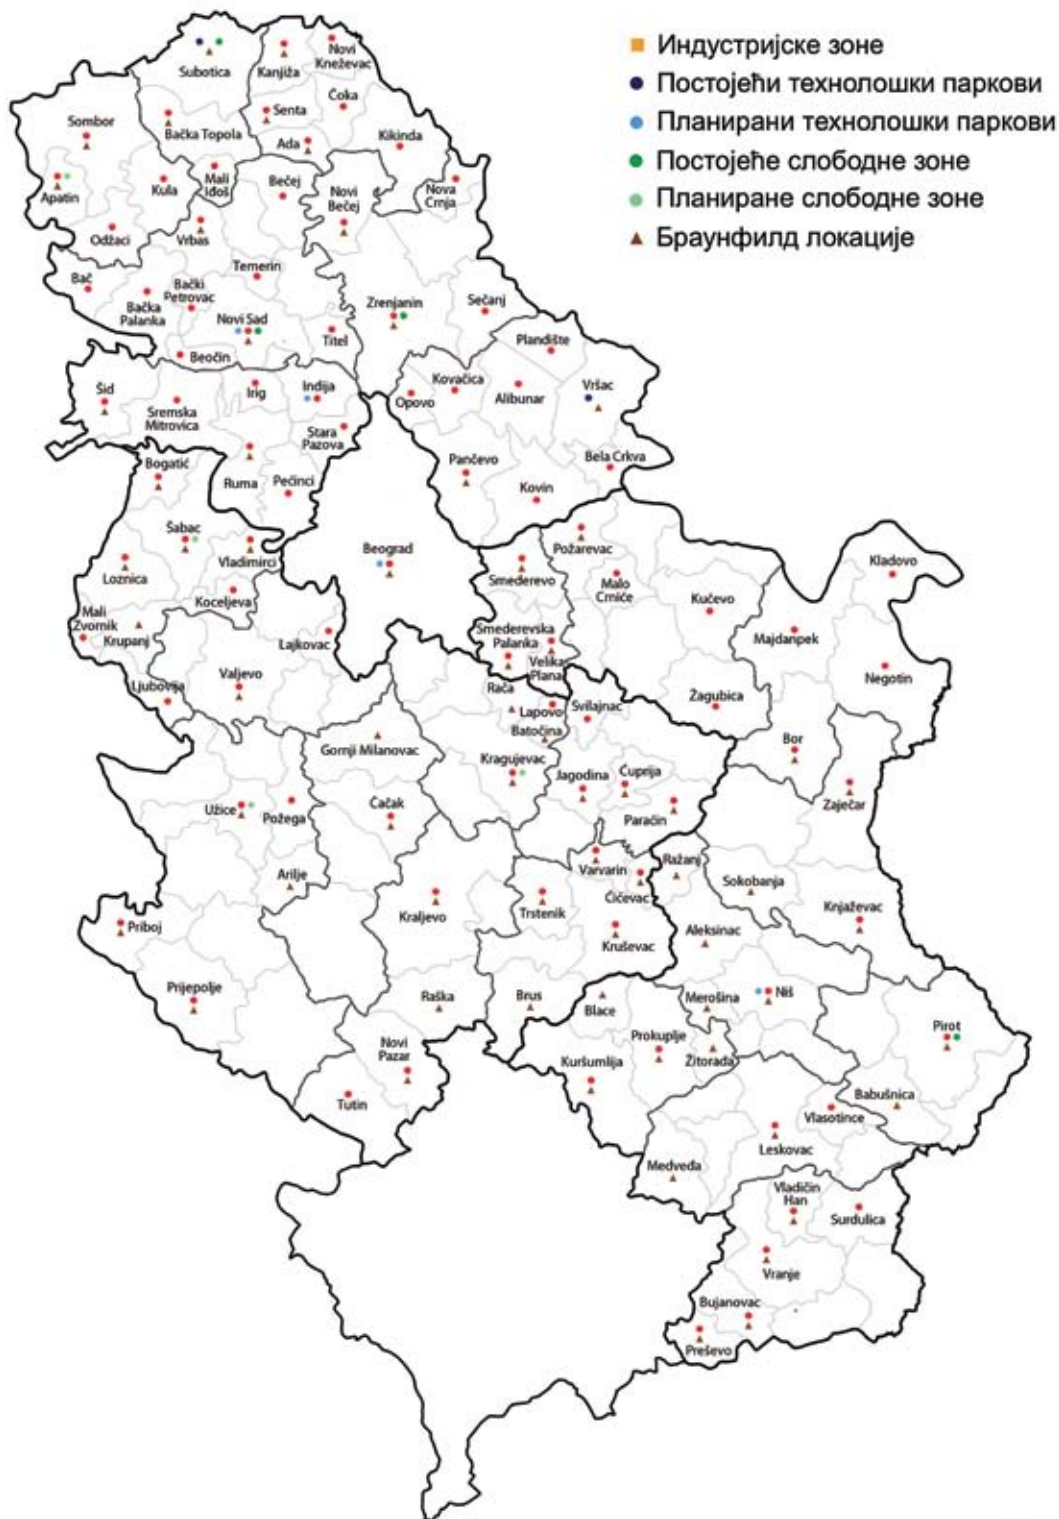 Индустријске зоне
Постојећи технолошки паркови
Планирани технолошки паркови
Постојеће слободне зоне
Планиране слободне зоне
Браунфилд локације
Subotica
Kanjiža
Novi
Kneževac
Senta
Čoka
Sombor
Bačka Topola
Ada
Kikinda
Apatin
Kula
Mali
Iđoš
Bečej
Novi
Bečej
Nova
Crnja
Odžaci
Vrbas
Bač
Bačka
Palanka
Bački
Petrovac
Temerin
Novi Sad
Titel
Beočin
Zrenjanin
Sečanj
Plandište
Šid
Sremska
Mitrovica
Irig
Inđija
Stara
Pazova
Opovo
Kovačica
Alibunar
Vršac
Ruma
Pećinci
Pančevo
Kovin
Bela Crkva
Bogatić
Šabac
Vladimirci
Loznica
Koceljeva
Mali
Zvornik
Krupanj
Ljubovija
Valjevo
Lajkovac
Beograd
Smederevo
Požarevac
Malo
Crniće
Kučevo
Kladovo
Majdanpek
Negotin
Smederevska
Palanka
Velika
Plana
Žagubica
Rača
Lapovo
Batočina
Svilajnac
Gornji Milanovac
Kragujevac
Jagodina
Ćuprija
Paraćin
Bor
Zaječar
Užice
Požega
Čačak
Arilje
Varvarin
Ražanj
Ćićevac
Sokobanja
Knjaževac
Kraljevo
Trstenik
Kruševac
Aleksinac
Priboj
Prijepolje
Raška
Brus
Blace
Merošina
Niš
Pirot
Novi
Pazar
Tutin
Kuršumlija
Prokuplje
Žitorađa
Babušnica
Vlasotince
Leskovac
Medveđa
Vladičin
Han
Surdulica
Vranje
Bujanovac
Preševo